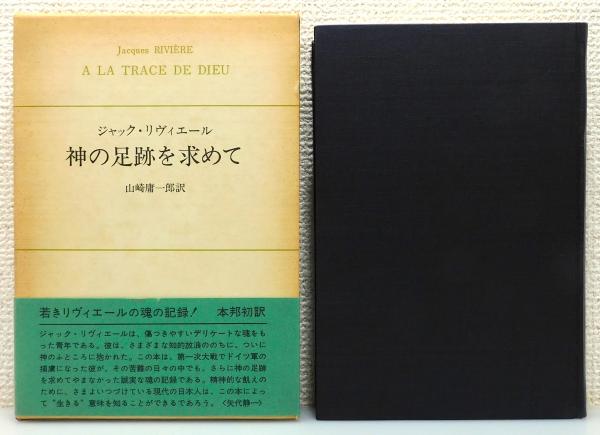 Jacques RIVIÈRE
A LA TRACE DE DIEU
ジャック・リヴィエール
神の足跡を求めて
山崎庸一郎訳
若きリヴィエールの魂の記録! 本邦初訳
ジャック・リヴィエールは、傷つきやすいデリケートな魂をも
った青年である。彼は、さまざまな知的放浪ののちに、ついに
神のふところに抱かれた。この本は、第一次大戦でドイツ軍の
捕虜になった彼が、その苦難の日々の中でも、さらに神の足跡
を求めてやまなかった誠実な魂の記録である。精神的な飢えの
ために、さまよいつづけている現代の日本人は、この本によっ
て“生きる”意味を知ることができるであろう。〈矢代静一〉